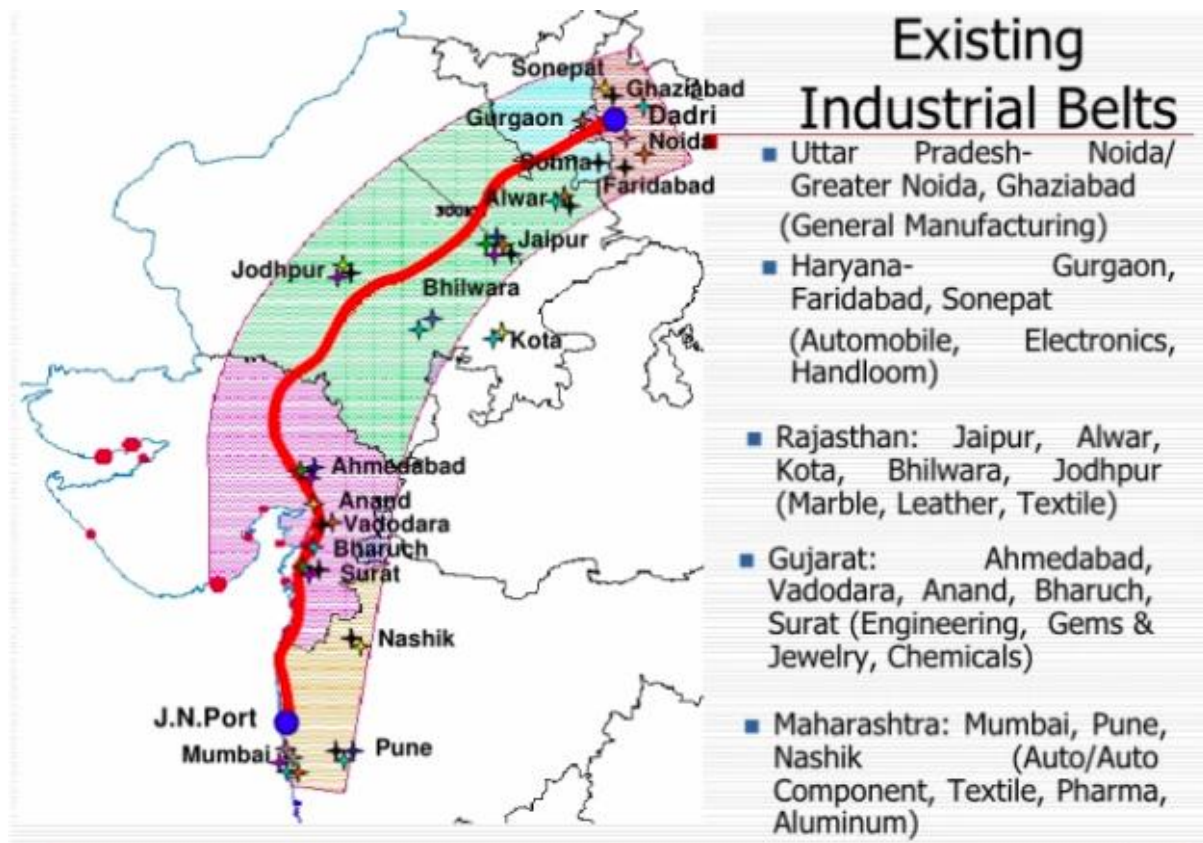 Existing
Industrial Belts
Uttar Pradesh- Noida/
Greater Noida, Ghaziabad
(General Manufacturing)
Haryana- Gurgaon,
Faridabad, Sonepat
(Automobile, Electronics,
Handloom)
Rajasthan: Jaipur, Alwar,
Kota, Bhilwara, Jodhpur
(Marble, Leather, Textile)
Gujarat: Ahmedabad,
Vadodara, Anand, Bharuch,
Surat (Engineering, Gems &
Jewelry, Chemicals)
Maharashtra: Mumbai, Pune,
Nashik (Auto/Auto
Component, Textile, Pharma,
Aluminum)
Sonepat
Ghaziabad
Gurgaon
Dadri
Noida
Sohna
Faridabad
Alwar
Jaipur
Jodhpur
Bhilwara
Kota
Ahmedabad
Anand
Vadodara
Bharuch
Surat
Nashik
J.N.Port
Mumbai
Pune